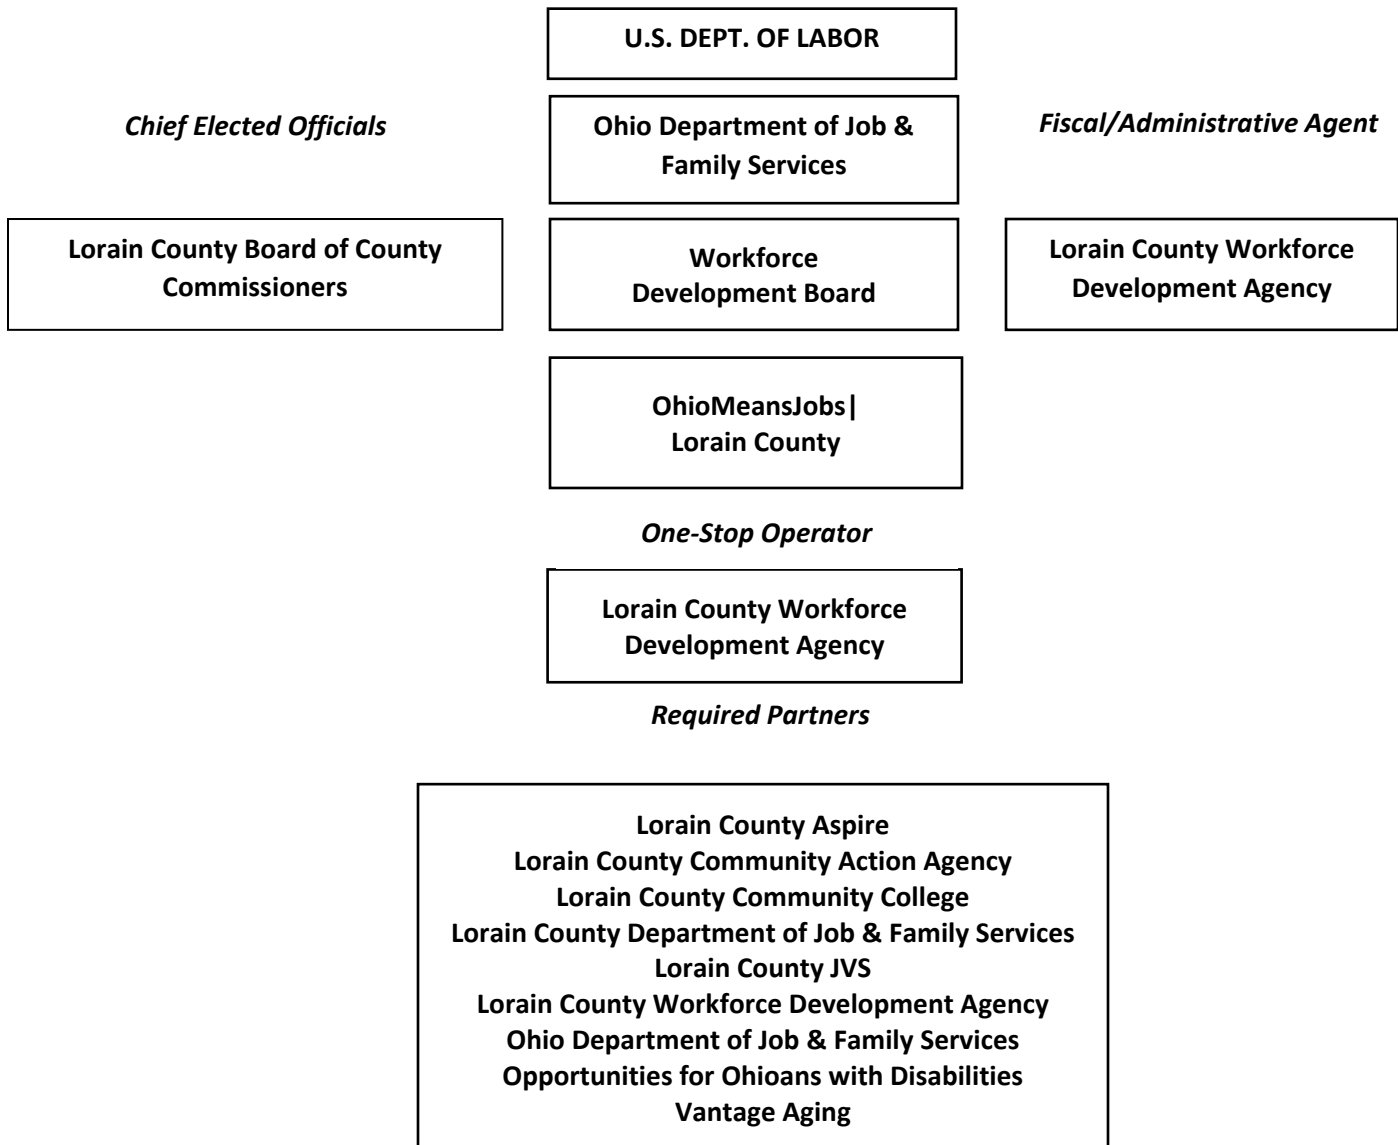 U.S. DEPT. OF LABOR
Chief Elected Officials
Ohio Department of Job &
Family Services
Fiscal/Administrative Agent
Lorain County Board of County
Commissioners
Workforce
Development Board
Lorain County Workforce
Development Agency
OhioMeansJobs|
Lorain County
One-Stop Operator
Lorain County Workforce
Development Agency
Required Partners
Lorain County Aspire
Lorain County Community Action Agency
Lorain County Community College
Lorain County Department of Job & Family Services
Lorain County JVS
Lorain County Workforce Development Agency
Ohio Department of Job & Family Services
Opportunities for Ohioans with Disabilities
Vantage Aging